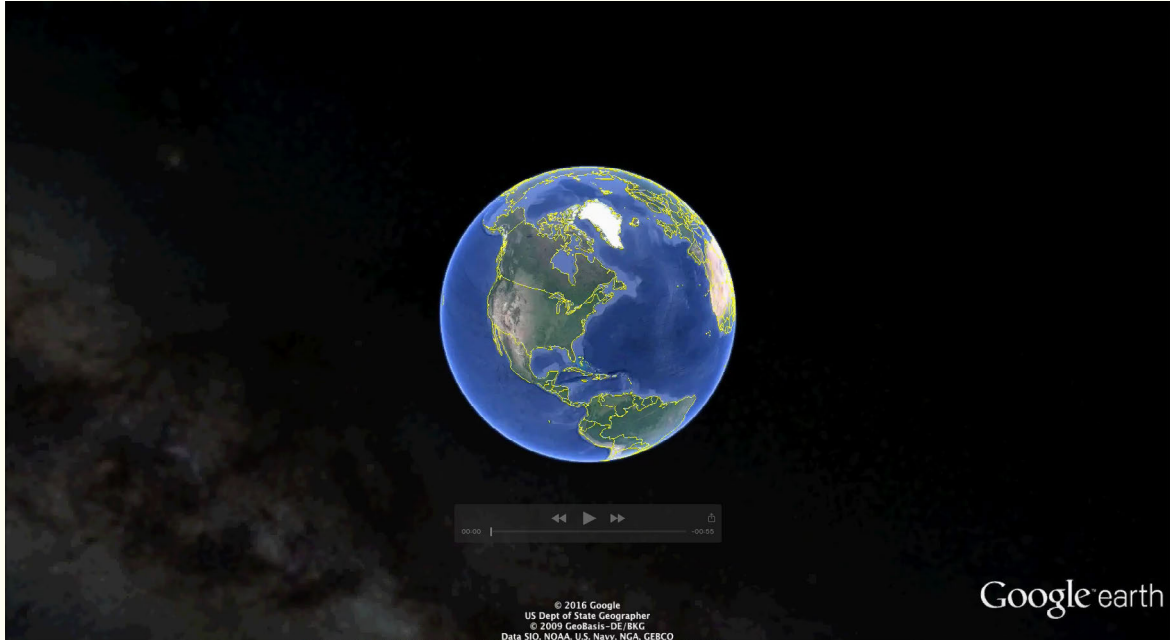 00:00
-00:55
Google earth
© 2016 Google
US Dept of State Geographer
© 2009 GeoBasis-DE/BKG
Data SIO, NOAA, U.S. Navy, NGA, GEBCO